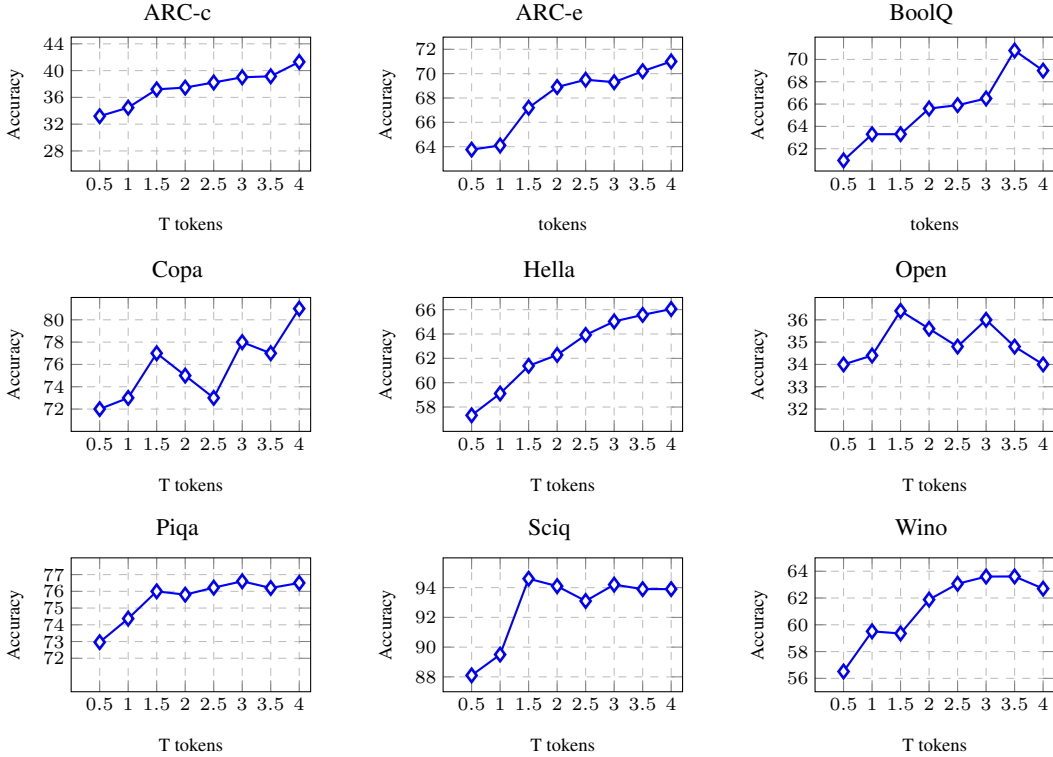 ARC-c
44
40
36
32
28
Accuracy
0.5 1 1.5 2 2.5 3 3.5 4
T tokens
ARC-e
72
70
68
66
64
Accuracy
0.5 1 1.5 2 2.5 3 3.5 4
tokens
BoolQ
70
68
66
64
62
Accuracy
0.5 1 1.5 2 2.5 3 3.5 4
tokens
Copa
80
78
76
74
72
Accuracy
0.5 1 1.5 2 2.5 3 3.5 4
T tokens
Hella
66
64
62
60
58
Accuracy
0.5 1 1.5 2 2.5 3 3.5 4
T tokens
Open
36
35
34
33
32
Accuracy
0.5 1 1.5 2 2.5 3 3.5 4
T tokens
Piqa
77
76
75
74
73
72
Accuracy
0.5 1 1.5 2 2.5 3 3.5 4
T tokens
Sciq
94
92
90
88
Accuracy
0.5 1 1.5 2 2.5 3 3.5 4
T tokens
Wino
64
62
60
58
56
Accuracy
0.5 1 1.5 2 2.5 3 3.5 4
T tokens